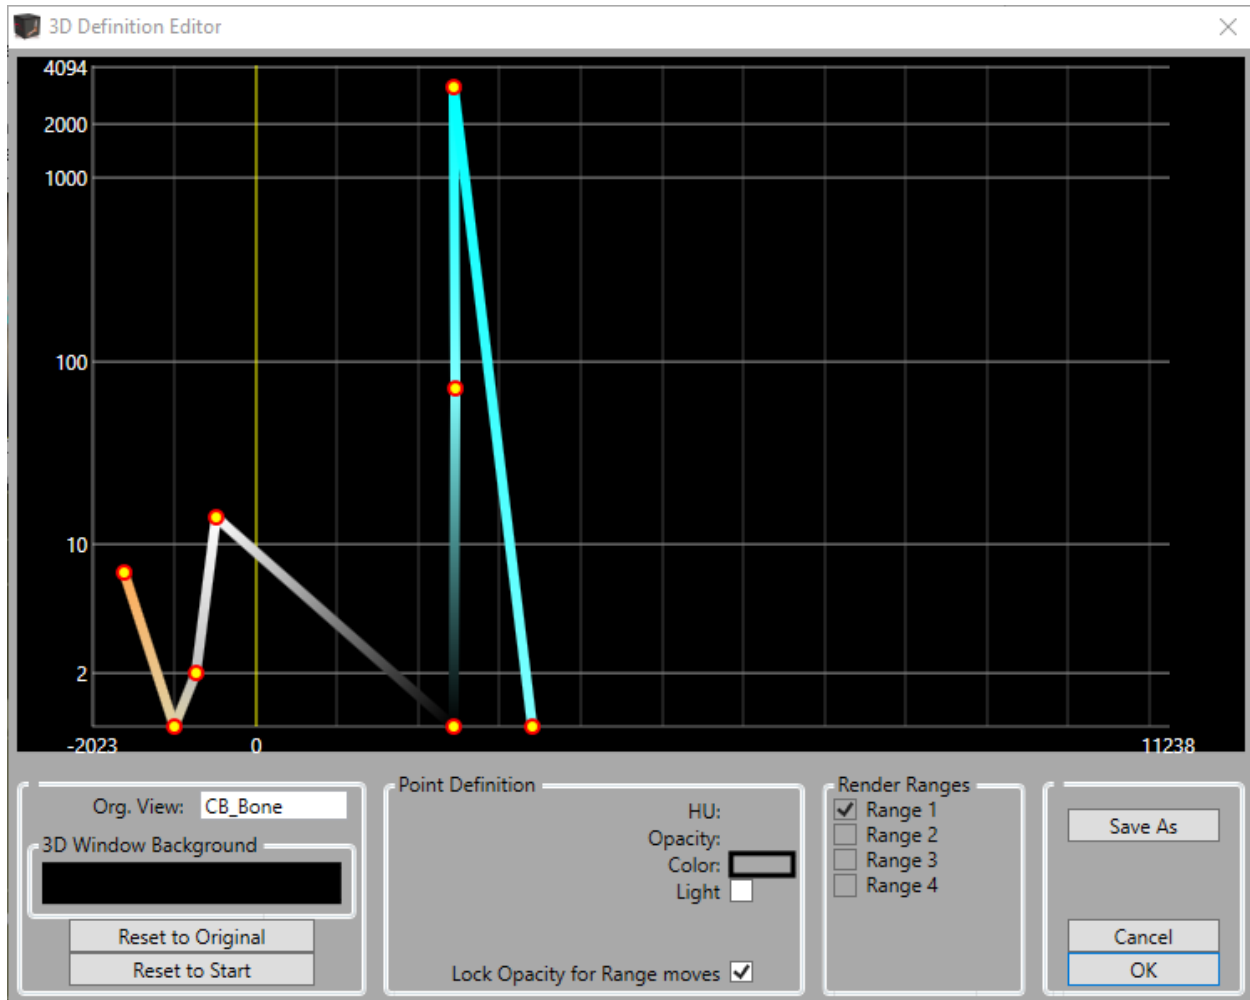 3D Definition Editor
4094
2000
1000
100
10
2
-2023 0 11238
Org. View: CB_Bone
3D Window Background
Reset to Original
Reset to Start
Point Definition
HU:
Opacity:
Color:
Light
Lock Opacity for Range moves
Render Ranges
Range 1
Range 2
Range 3
Range 4
Save As
Cancel
OK